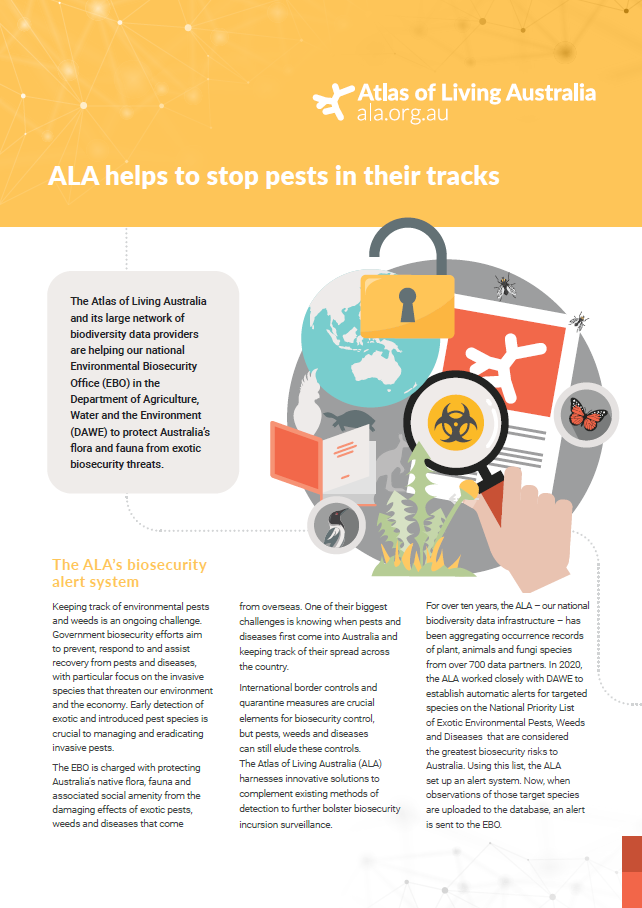 Atlas of Living Australia
ala.org.au
ALA helps to stop pests in their tracks
The Atlas of Living Australia
and its large network of
biodiversity data providers
are helping our national
Environmental Biosecurity
Office (EBO) in the
Department of Agriculture,
Water and the Environment
(DAWE) to protect Australia's
flora and fauna from exotic
biosecurity threats.
The ALA's biosecurity
alert system
Keeping track of environmental pests
and weeds is an ongoing challenge.
Government biosecurity efforts aim
to prevent, respond to and assist
recovery from pests and diseases,
with particular focus on the invasive
species that threaten our environment
and the economy. Early detection of
exotic and introduced pest species is
crucial to managing and eradicating
invasive pests.
The EBO is charged with protecting
Australia's native flora, fauna and
associated social amenity from the
damaging effects of exotic pests,
weeds and diseases that come
from overseas. One of their biggest
challenges is knowing when pests and
diseases first come into Australia and
keeping track of their spread across
the country.
International border controls and
quarantine measures are crucial
elements for biosecurity control,
but pests, weeds and diseases
can still elude these controls.
The Atlas of Living Australia (ALA)
harnesses innovative solutions to
complement existing methods of
detection to further bolster biosecurity
incursion surveillance.
For over ten years, the ALA – our national
biodiversity data infrastructure – has
been aggregating occurrence records
of plant, animals and fungi species
from over 700 data partners. In 2020,
the ALA worked closely with DAWE to
establish automatic alerts for targeted
species on the National Priority List
of Exotic Environmental Pests, Weeds
and Diseases that are considered
the greatest biosecurity risks to
Australia. Using this list, the ALA
set up an alert system. Now, when
observations of those target species
are uploaded to the database, an alert
is sent to the EBO.